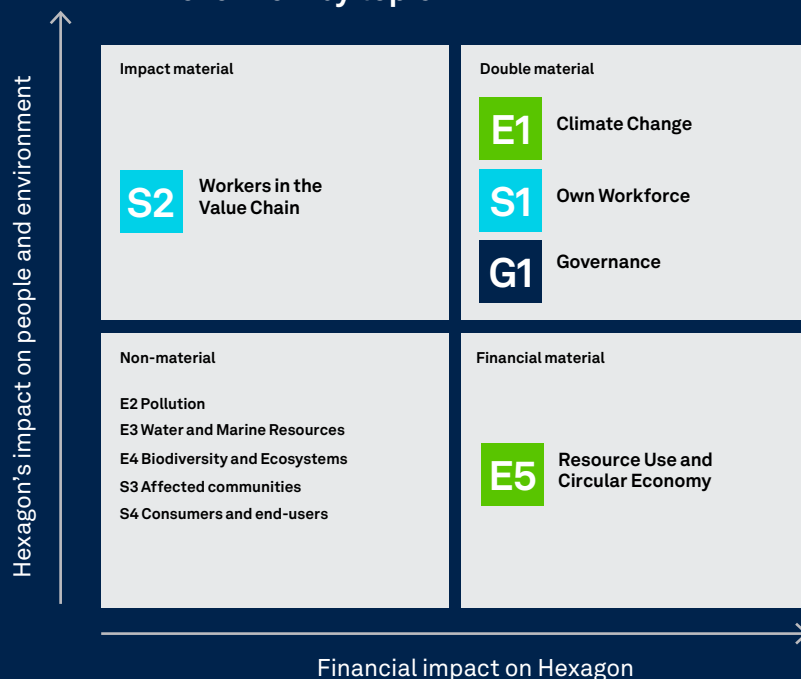 Hexagon's impact on people and environment
Impact material
S2
Workers in the
Value Chain
Double material
E1
Climate Change
S1
Own Workforce
G1
Governance
Non-material
E2 Pollution
E3 Water and Marine Resources
E4 Biodiversity and Ecosystems
S3 Affected communities
S4 Consumers and end-users
Financial material
E5
Resource Use and
Circular Economy
Financial impact on Hexagon